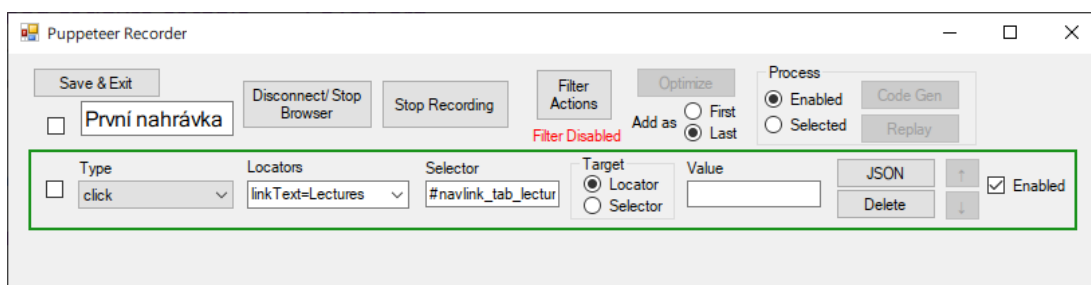 Puppeteer Recorder
Save & Exit
První nahrávka
Disconnect/ Stop
Browser
Stop Recording
Filter
Actions
Filter Disabled
Optimize
Add as
First
Last
Process
Enabled
Selected
Code Gen
Replay
Type
click
Locators
linkText=Lectures
Selector
#navlink_tab_lectur
Target
Locator
Selector
Value
JSON
Delete
↑
↓
Enabled